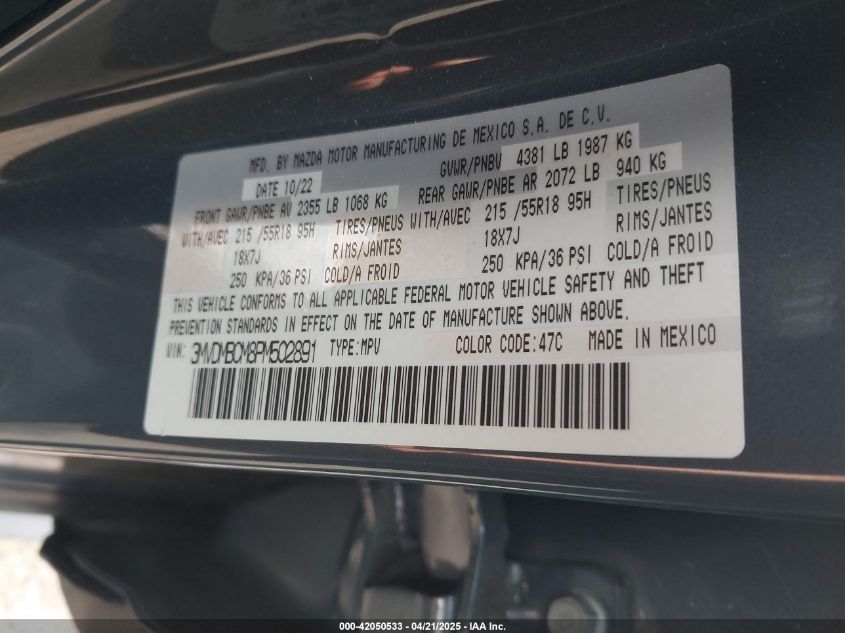 MFD. BY MAZDA MOTOR MANUFACTURING DE MEXICO S.A. DE C.V.
DATE 10/22 GVWR/PNBV 4381 LB 1987 KG
FRONT GAWR/PNBE AV 2355 LB 1068 KG REAR GAWR/PNBE AR 2072 LB 940 KG
WITH/AVEC 215 /55R18 95H TIRES/PNEUS WITH/AVEC 215 /55R18 95H TIRES/PNEUS
18X7J RIMS/JANTES 18X7J RIMS/JANTES
250 KPA/36 PSI COLD/A FROID 250 KPA/36 PSI COLD/A FROID
THIS VEHICLE CONFORMS TO ALL APPLICABLE FEDERAL MOTOR VEHICLE SAFETY AND THEFT
PREVENTION STANDARDS IN EFFECT ON THE DATE OF MANUFACTURE SHOWN ABOVE.
VIN: 3MVDMBCM8PM502891 TYPE:MPV COLOR CODE:47C MADE IN MEXICO
000-42050533 - 04/21/2025 - IAA Inc.